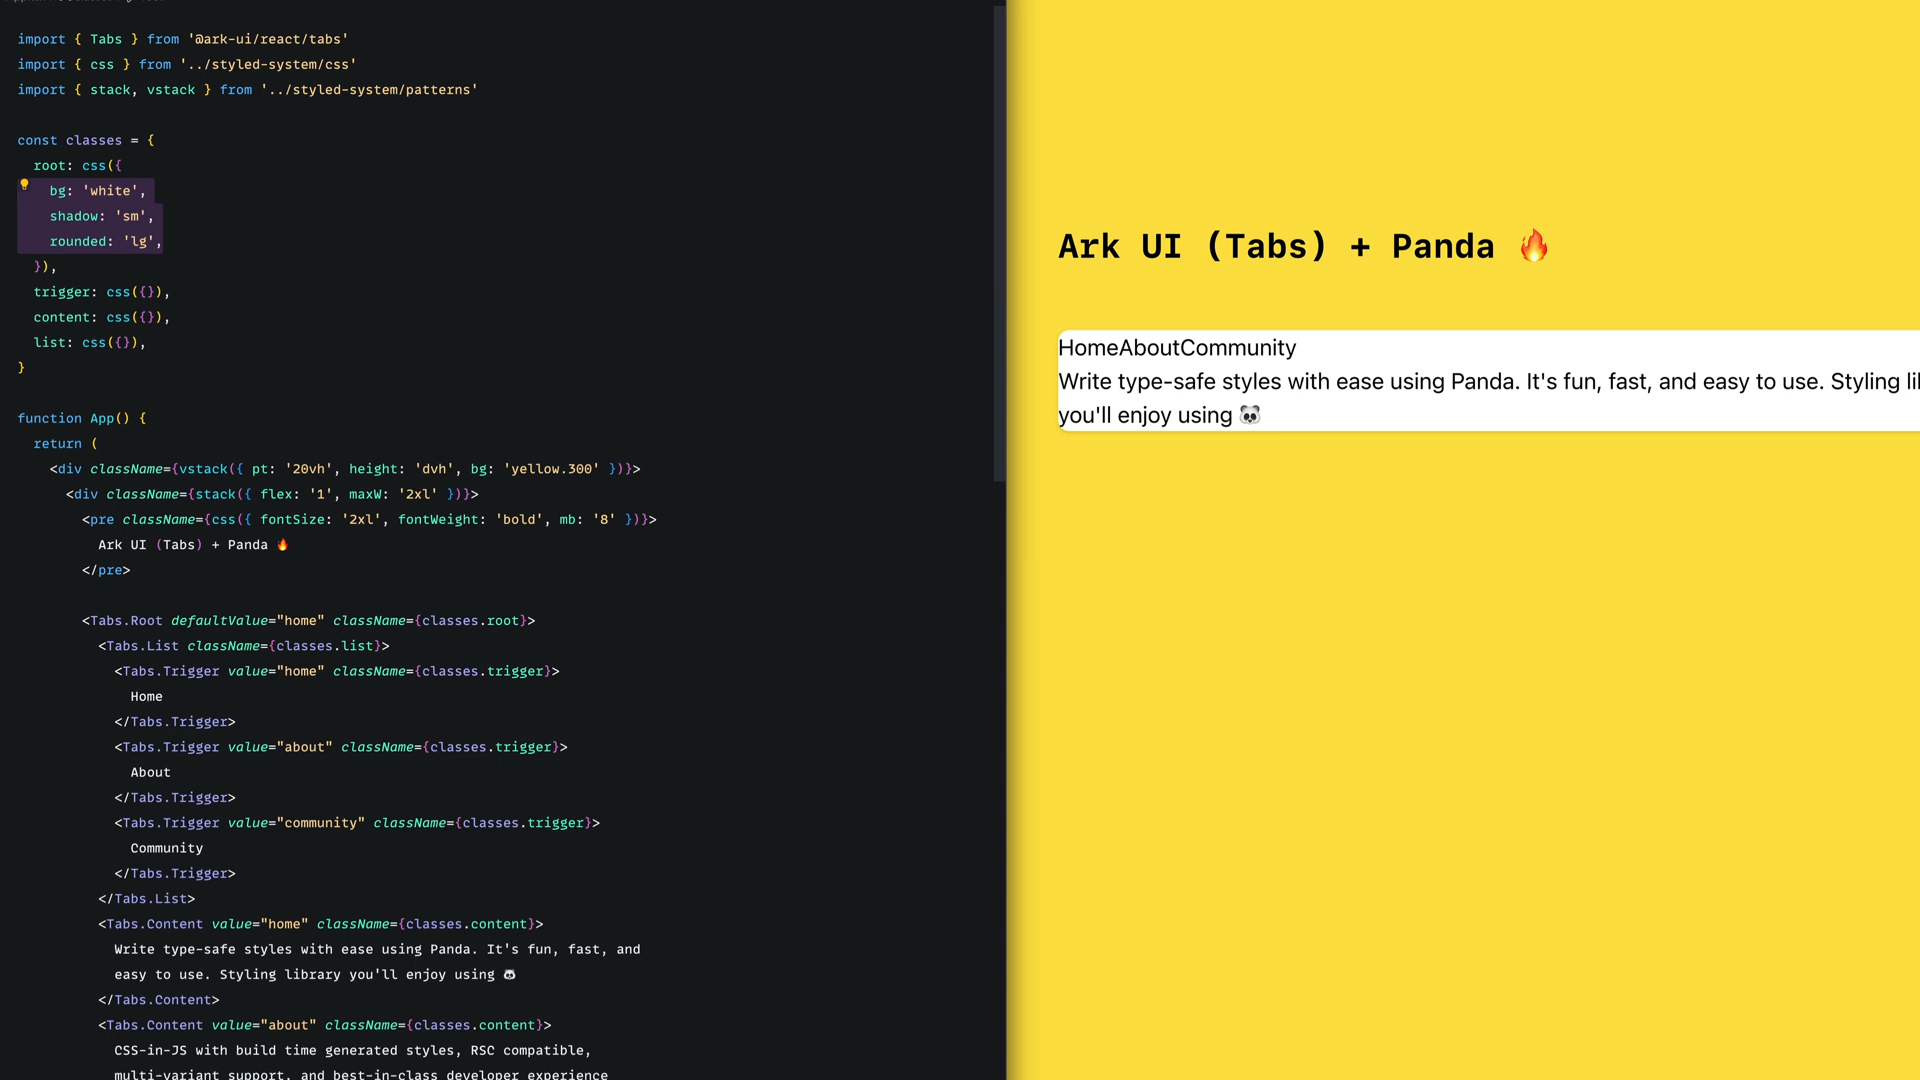 import { Tabs } from '@ark-ui/react/tabs'
import { css } from '../styled-system/css'
import { stack, vstack } from '../styled-system/patterns'
const classes = {
root: css({
bg: 'white',
shadow: 'sm',
rounded: 'lg',
}),
trigger: css({}),
content: css({}),
list: css({}),
}
function App() {
return (
<div className={vstack({ pt: '20vh', height: 'dvh', bg: 'yellow.300' })}>
<div className={stack({ flex: '1', maxW: '2xl' })}>
<pre className={css({ fontSize: '2xl', fontWeight: 'bold', mb: '8' })}>
Ark UI (Tabs) + Panda 🔥
</pre>
<Tabs.Root defaultValue="home" className={classes.root}>
<Tabs.List className={classes.list}>
<Tabs.Trigger value="home" className={classes.trigger}>
Home
</Tabs.Trigger>
<Tabs.Trigger value="about" className={classes.trigger}>
About
</Tabs.Trigger>
<Tabs.Trigger value="community" className={classes.trigger}>
Community
</Tabs.Trigger>
</Tabs.List>
<Tabs.Content value="home" className={classes.content}>
Write type-safe styles with ease using Panda. It's fun, fast, and
easy to use. Styling library you'll enjoy using 🐼
</Tabs.Content>
<Tabs.Content value="about" className={classes.content}>
CSS-in-JS with build time generated styles, RSC compatible,
multi-variant support, and best-in-class developer experience
Ark UI (Tabs) + Panda 🔥
HomeAboutCommunity
Write type-safe styles with ease using Panda. It's fun, fast, and easy to use. Styling li
you'll enjoy using 🐼